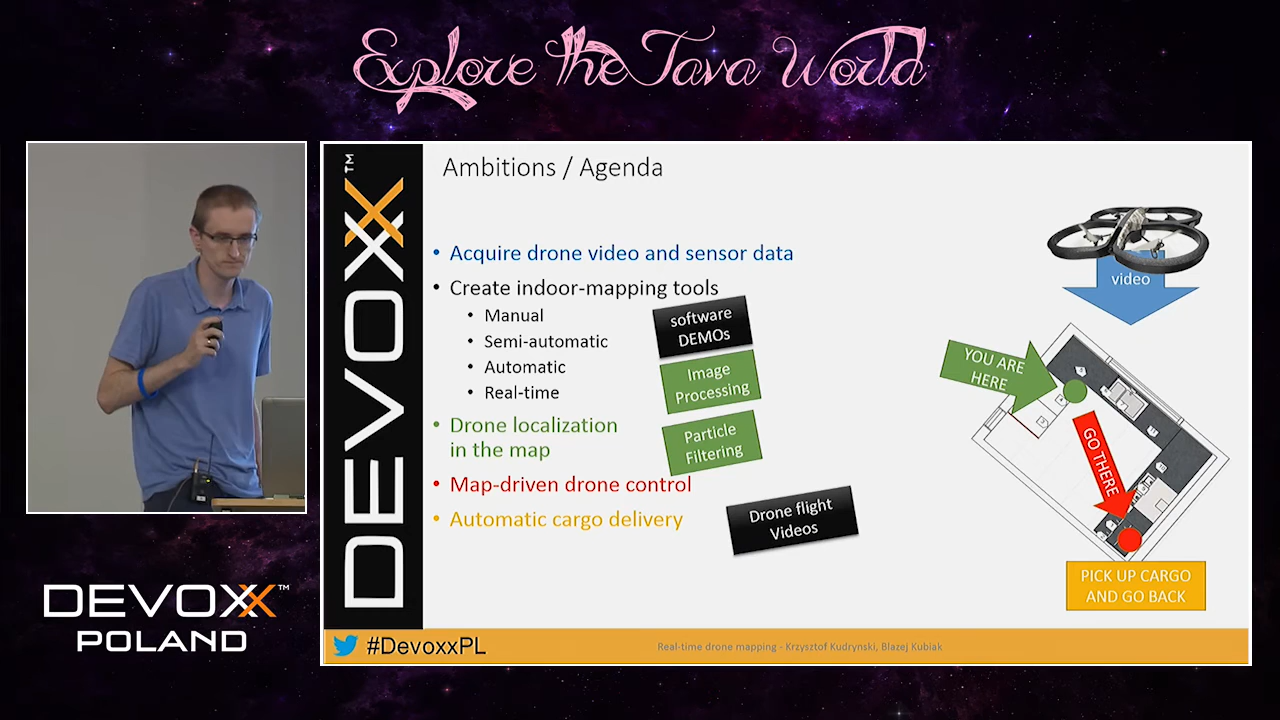 Explore the Java World
DEVOXX™
Ambitions / Agenda
• Acquire drone video and sensor data
• Create indoor-mapping tools
• Manual
• Semi-automatic
• Automatic
• Real-time
software
DEMOs
Image
Processing
• Drone localization
in the map
Particle
Filtering
• Map-driven drone control
• Automatic cargo delivery
Drone flight
Videos
video
YOU ARE
HERE
GO THERE
PICK UP CARGO
AND GO BACK
#DevoxxPL
Real-time drone mapping - Krzysztof Kudrynski, Blazej Kubiak
DEVOXX™
POLAND